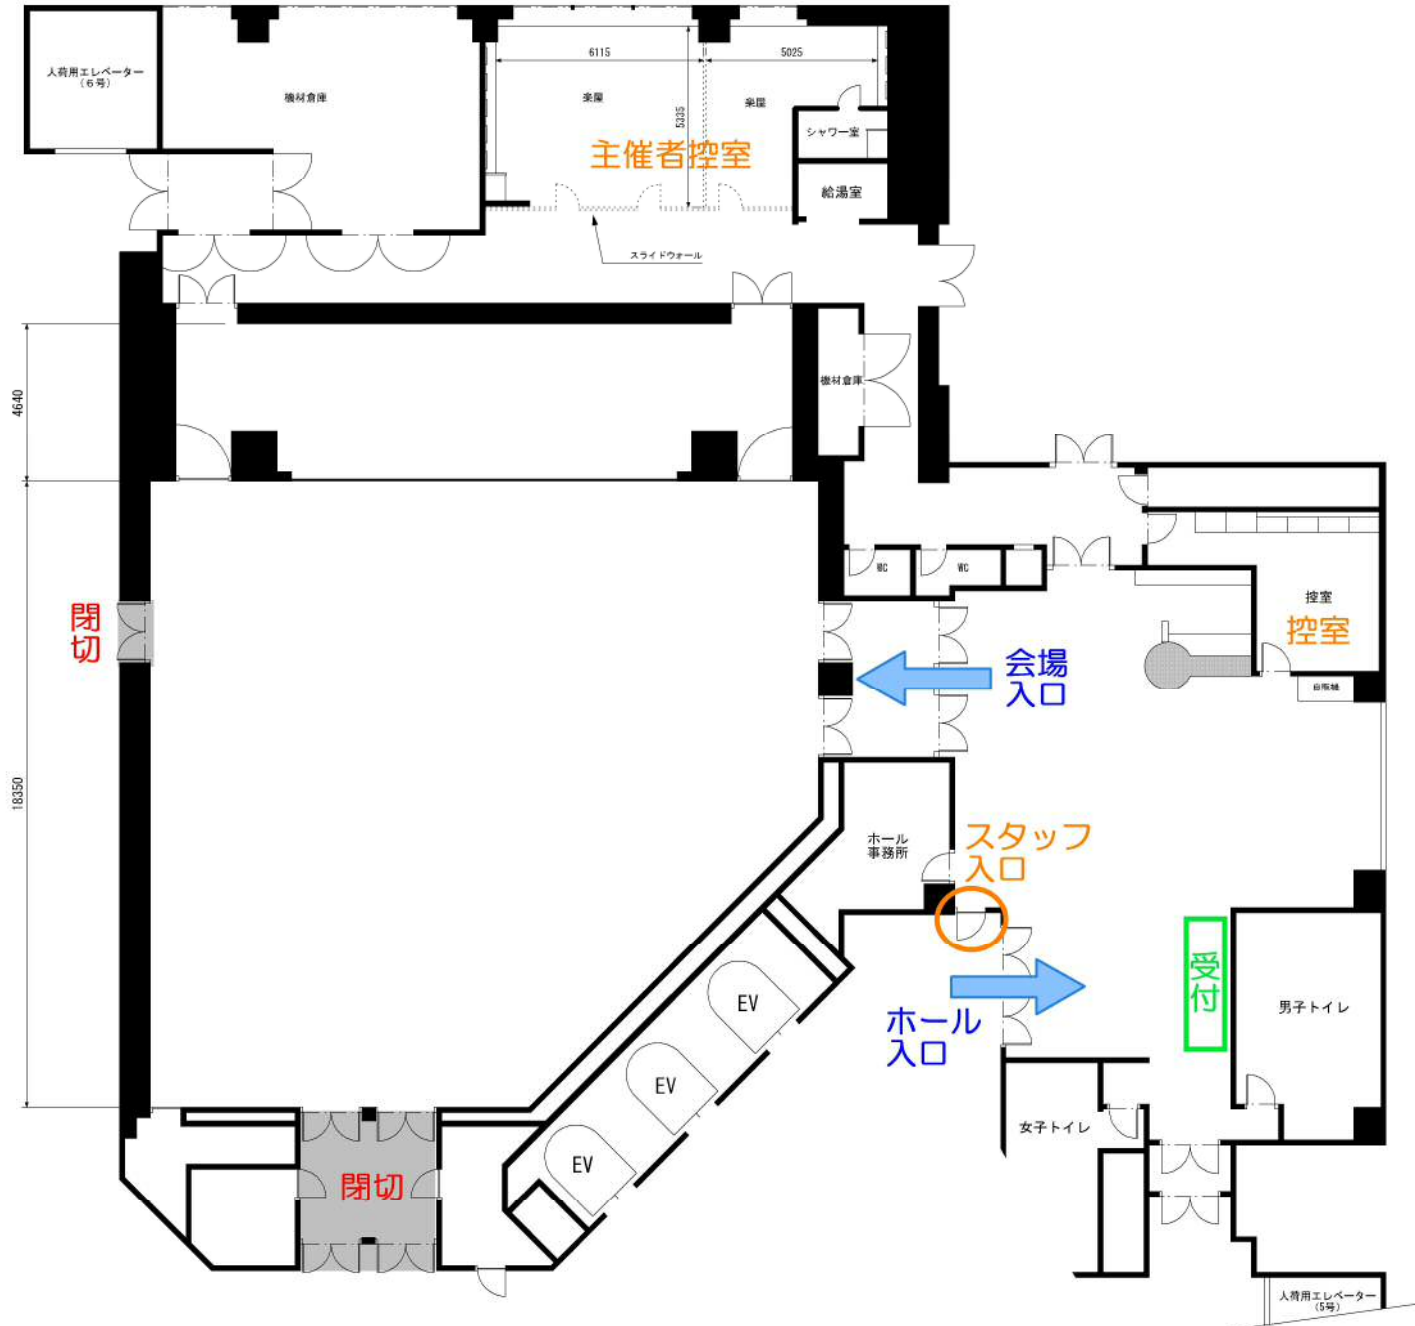 人荷用エレベーター
(6号)
機材倉庫
6115
5025
楽屋
楽屋
5335
主催者控室
シャワー室
給湯室
スライドウォール
4640
機材倉庫
WC
WC
控室
控室
自販機
閉切
会場
入口
18350
ホール
事務所
スタッフ
入口
受付
ホール
入口
男子トイレ
EV
EV
EV
女子トイレ
閉切
人荷用エレベーター
(5号)